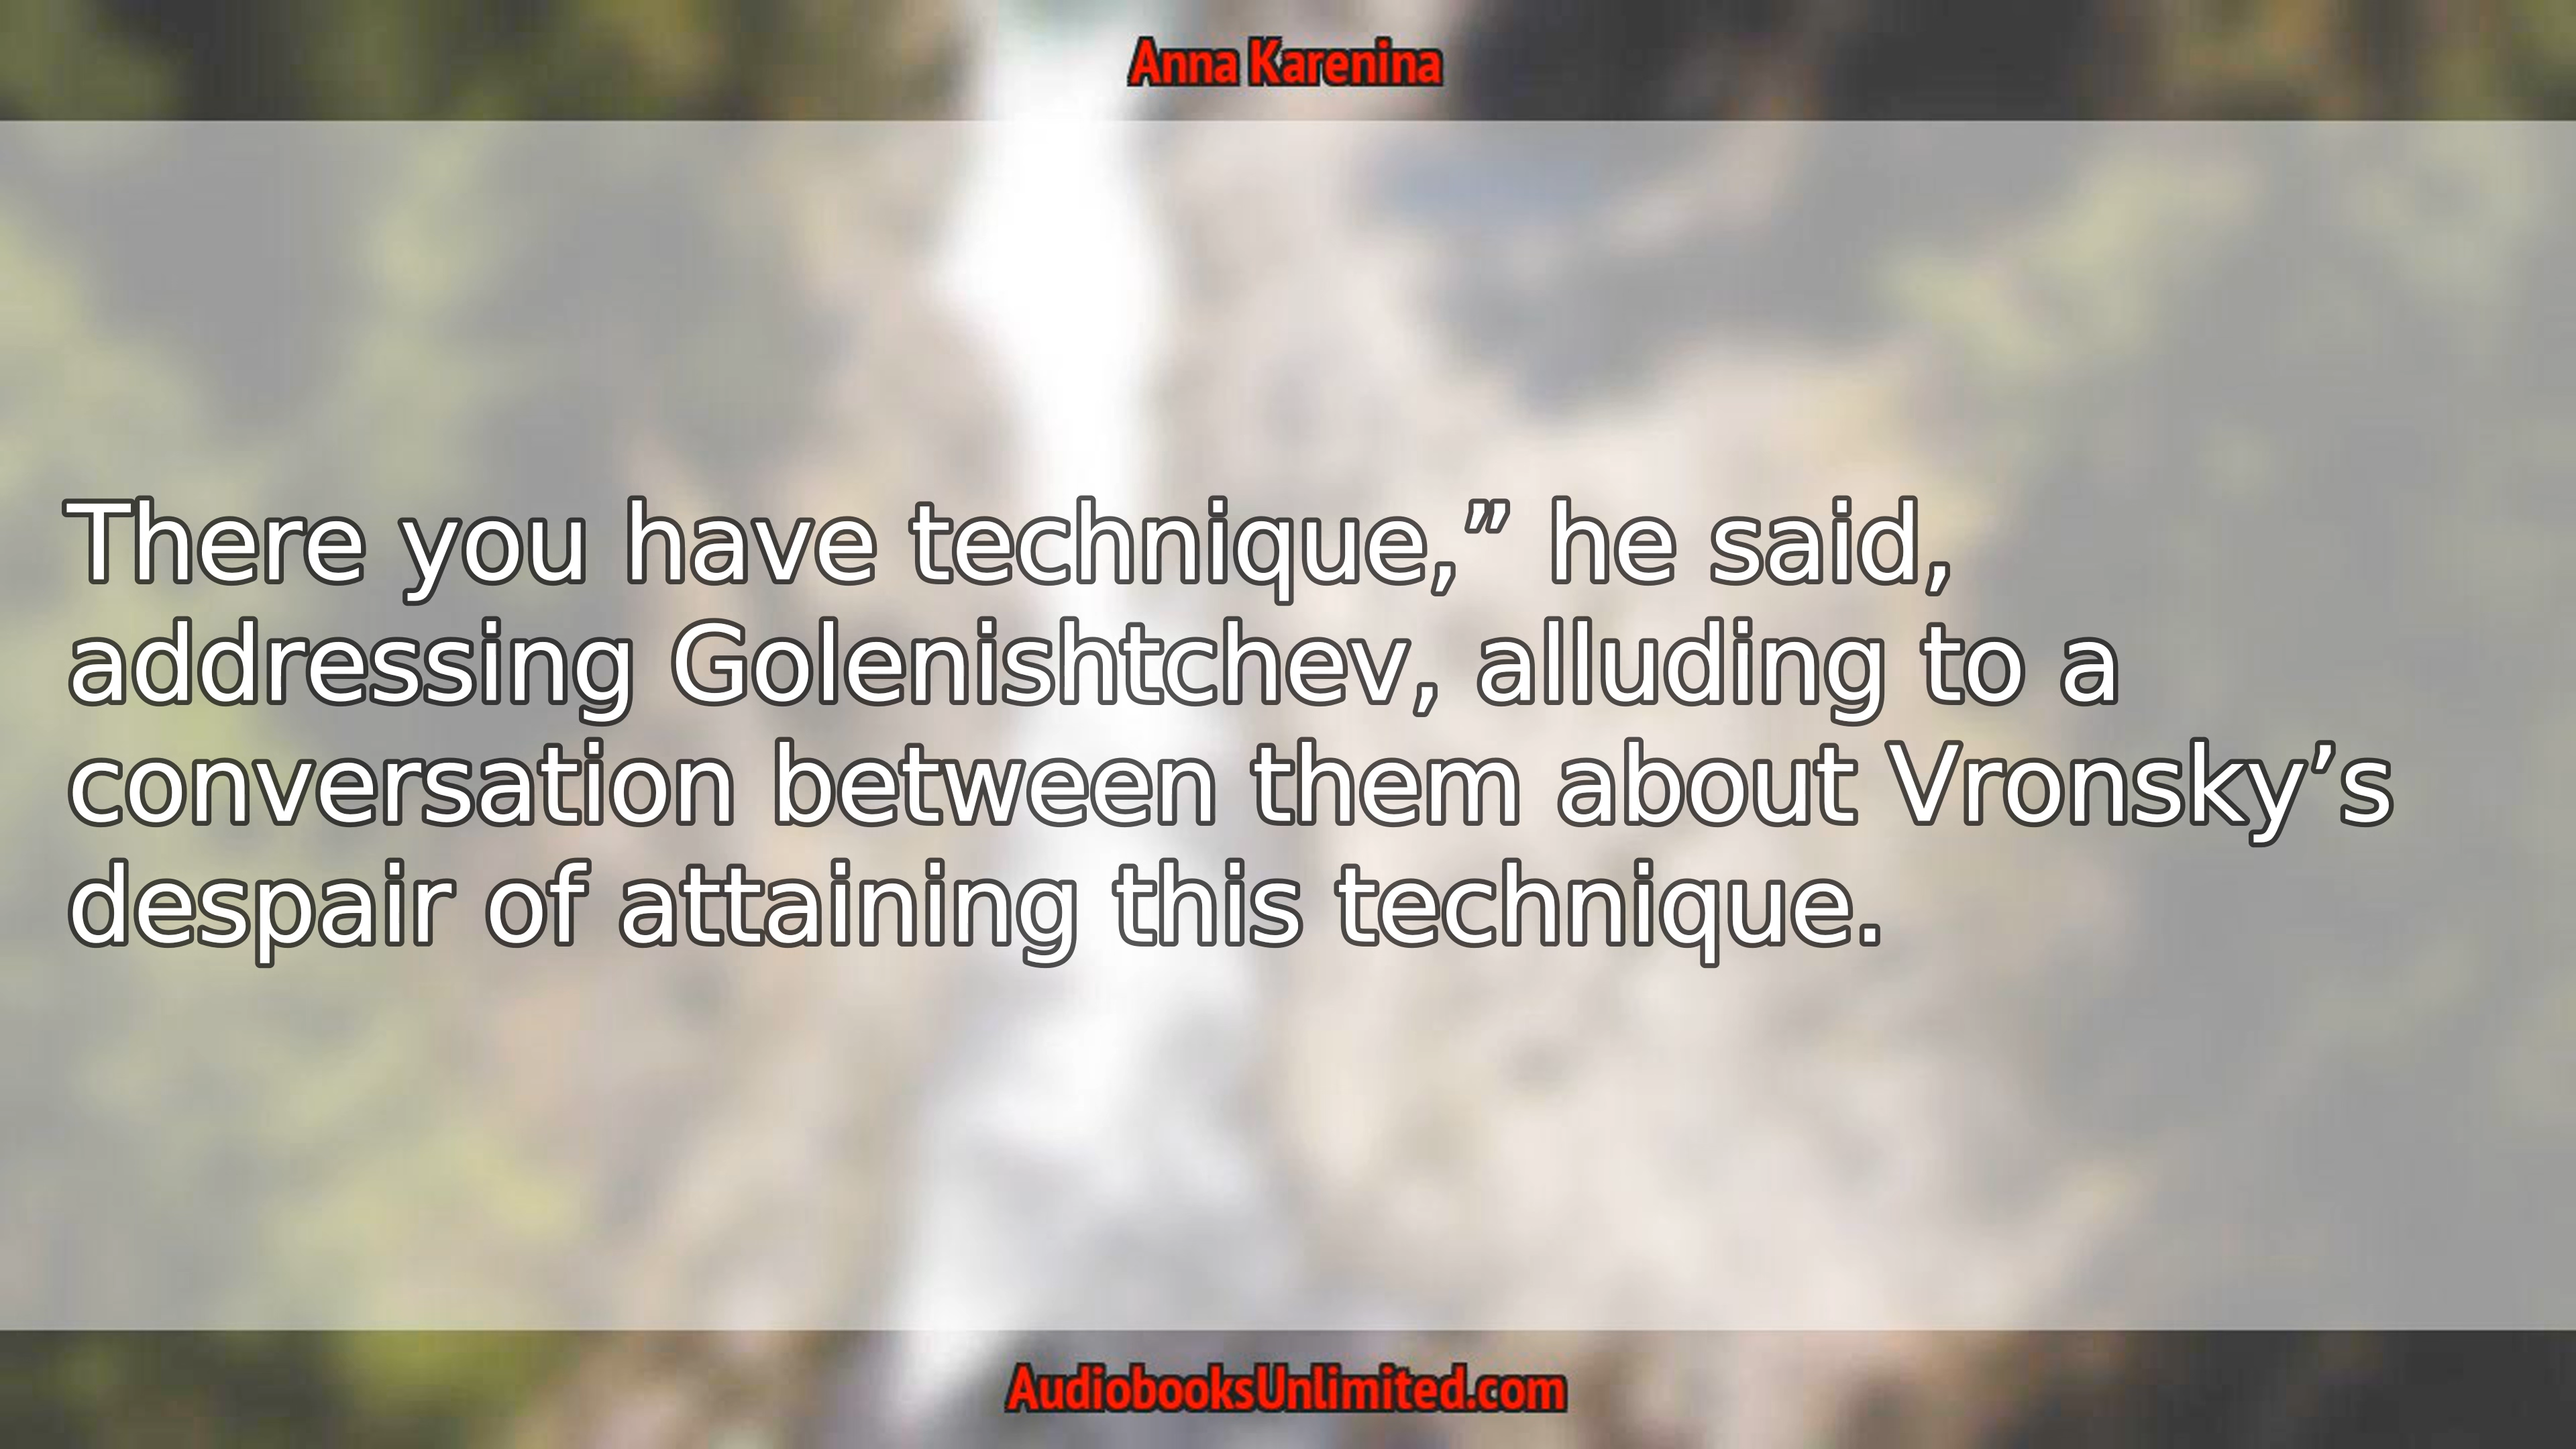 Anna Karenina
There you have technique,” he said,
addressing Golenishtchev, alluding to a
conversation between them about Vronsky’s
despair of attaining this technique.
AudiobooksUnlimited.com